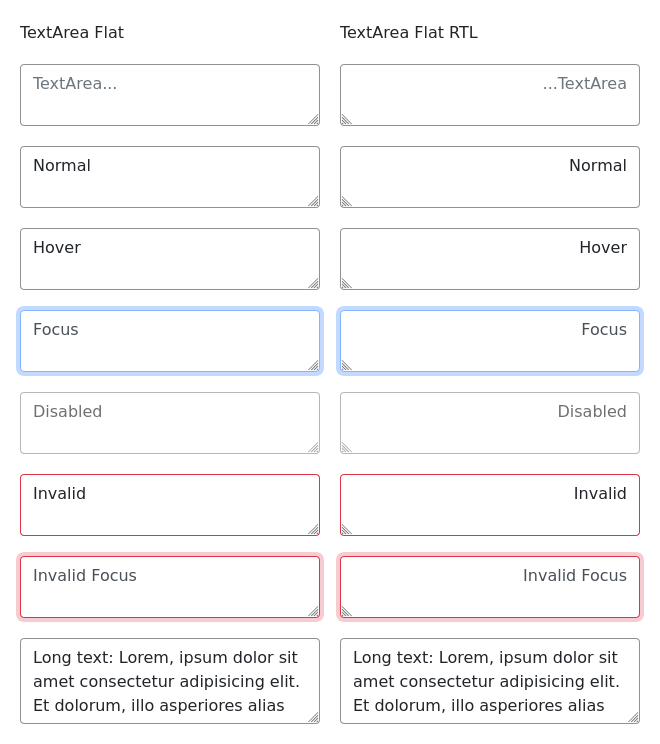 TextArea Flat
TextArea Flat RTL
TextArea...
...TextArea
Normal
Normal
Hover
Hover
Focus
Focus
Disabled
Disabled
Invalid
Invalid
Invalid Focus
Invalid Focus
Long text: Lorem, ipsum dolor sit
amet consectetur adipisicing elit.
Et dolorum, illo asperiores alias
Long text: Lorem, ipsum dolor sit
amet consectetur adipisicing elit.
Et dolorum, illo asperiores alias